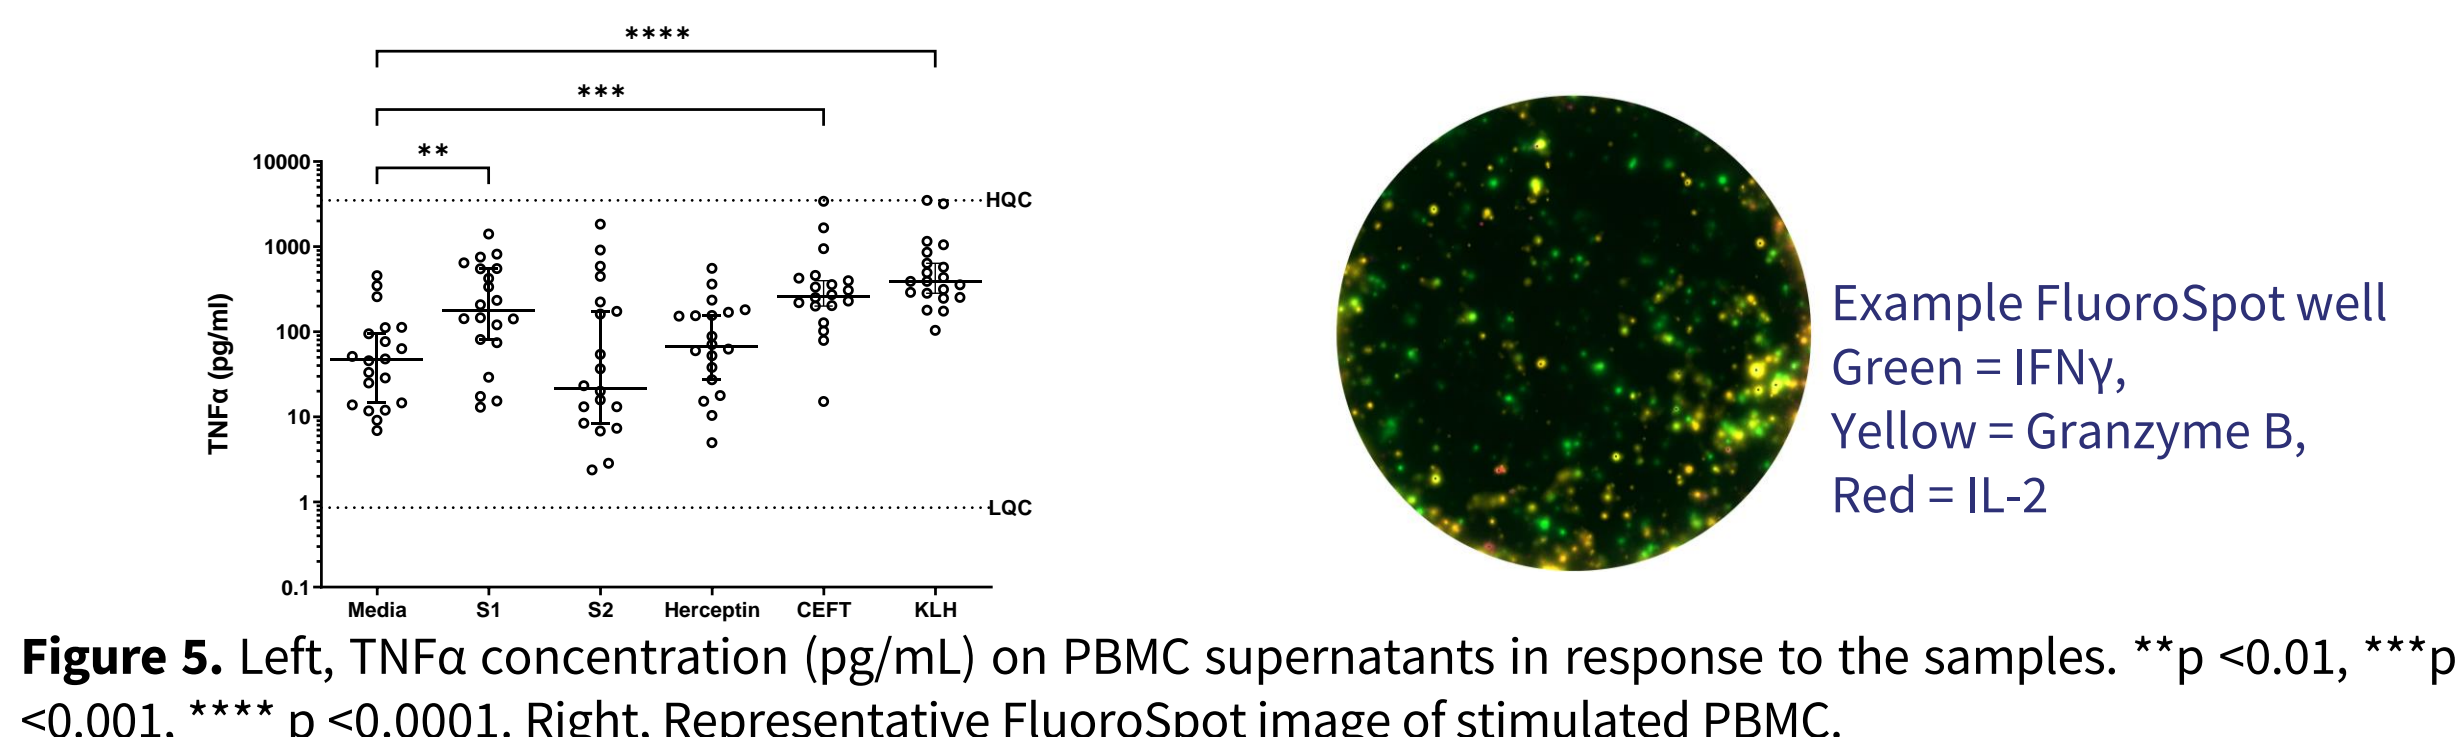 ****
***
**
10000
1000
100
10
1
0.1
TNFα (pg/ml)
HQC
LQC
Media S1 S2 Herceptin CEFT KLH
Example FluoroSpot well
Green = IFNγ,
Yellow = Granzyme B,
Red = IL-2
Figure 5. Left, TNFα concentration (pg/mL) on PBMC supernatants in response to the samples. **p <0.01, ***p
<0.001, **** p <0.0001. Right, Representative FluoroSpot image of stimulated PBMC.